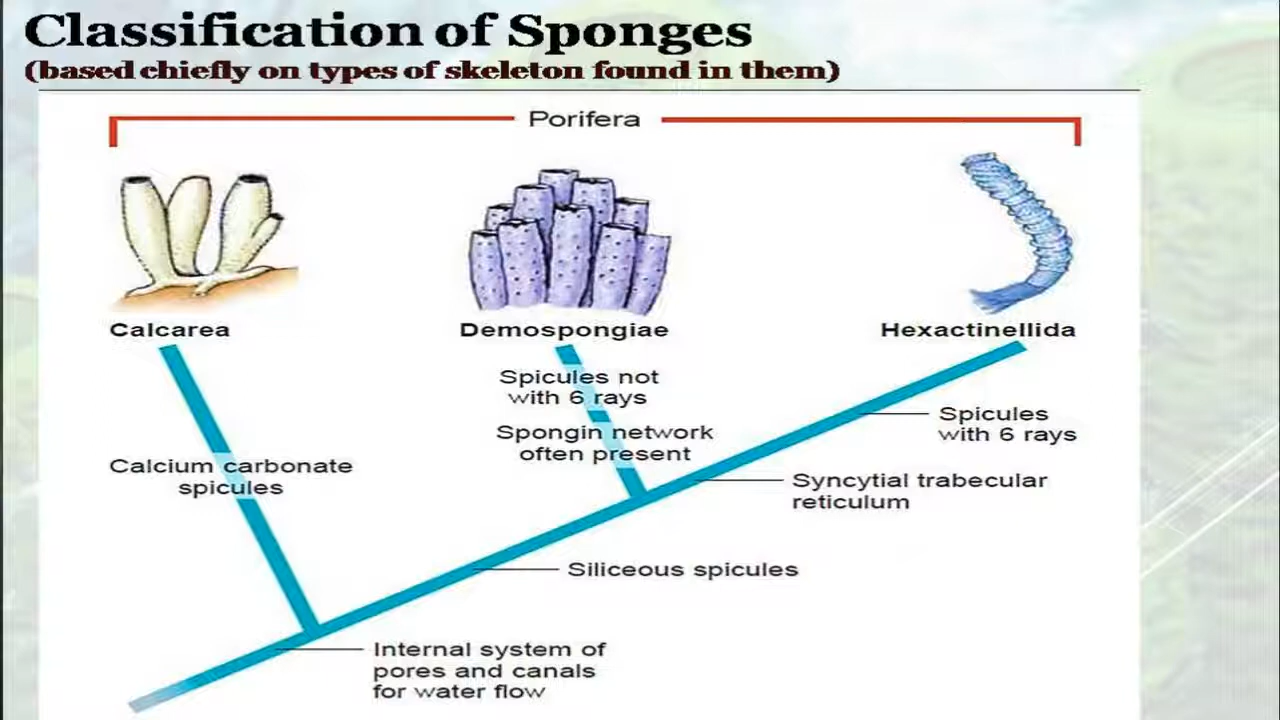 Classification of Sponges
(based chiefly on types of skeleton found in them)
Porifera
Calcarea
Demospongiae
Hexactinellida
Spicules not
with 6 rays
Spicules
with 6 rays
Spongin network
often present
Calcium carbonate
spicules
Syncytial trabecular
reticulum
Siliceous spicules
Internal system of
pores and canals
for water flow